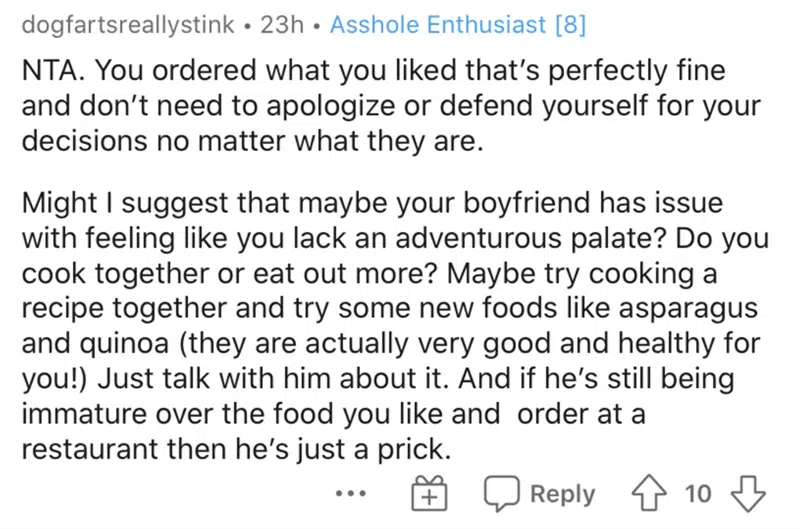 dogfartsreallystink • 23h • Asshole Enthusiast [8]
NTA. You ordered what you liked that's perfectly fine
and don't need to apologize or defend yourself for your
decisions no matter what they are.
Might I suggest that maybe your boyfriend has issue
with feeling like you lack an adventurous palate? Do you
cook together or eat out more? Maybe try cooking a
recipe together and try some new foods like asparagus
and quinoa (they are actually very good and healthy for
you!) Just talk with him about it. And if he's still being
immature over the food you like and  order at a
restaurant then he's just a prick.
Reply 10